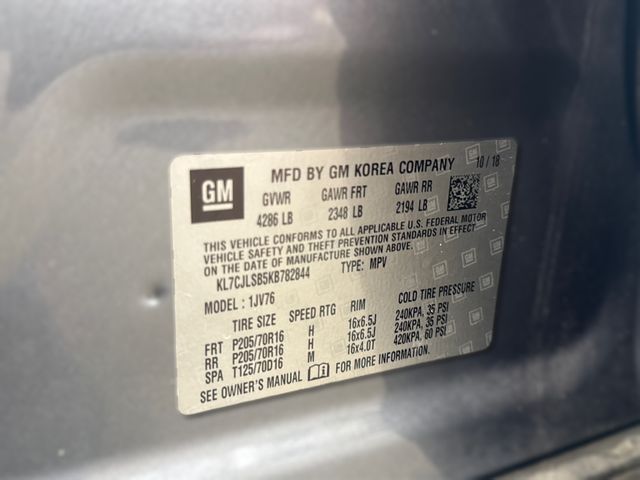 GM
MFD BY GM KOREA COMPANY 10 / 18
GVWR GAWR FRT GAWR RR
4286 LB 2348 LB 2194 LB
THIS VEHICLE CONFORMS TO ALL APPLICABLE U.S. FEDERAL MOTOR
VEHICLE SAFETY AND THEFT PREVENTION STANDARDS IN EFFECT
ON THE DATE OF MANUFACTURE SHOWN ABOVE.
KL7CJLSB5KB782844 TYPE: MPV
MODEL : 1JV76
TIRE SIZE SPEED RTG RIM COLD TIRE PRESSURE
FRT P205/70R16 H 16x6.5J 240KPA, 35 PSI
RR P205/70R16 H 16x6.5J 240KPA, 35 PSI
SPA T125/70D16 M 16x4.0T 420KPA, 60 PSI
SEE OWNER'S MANUAL FOR MORE INFORMATION.